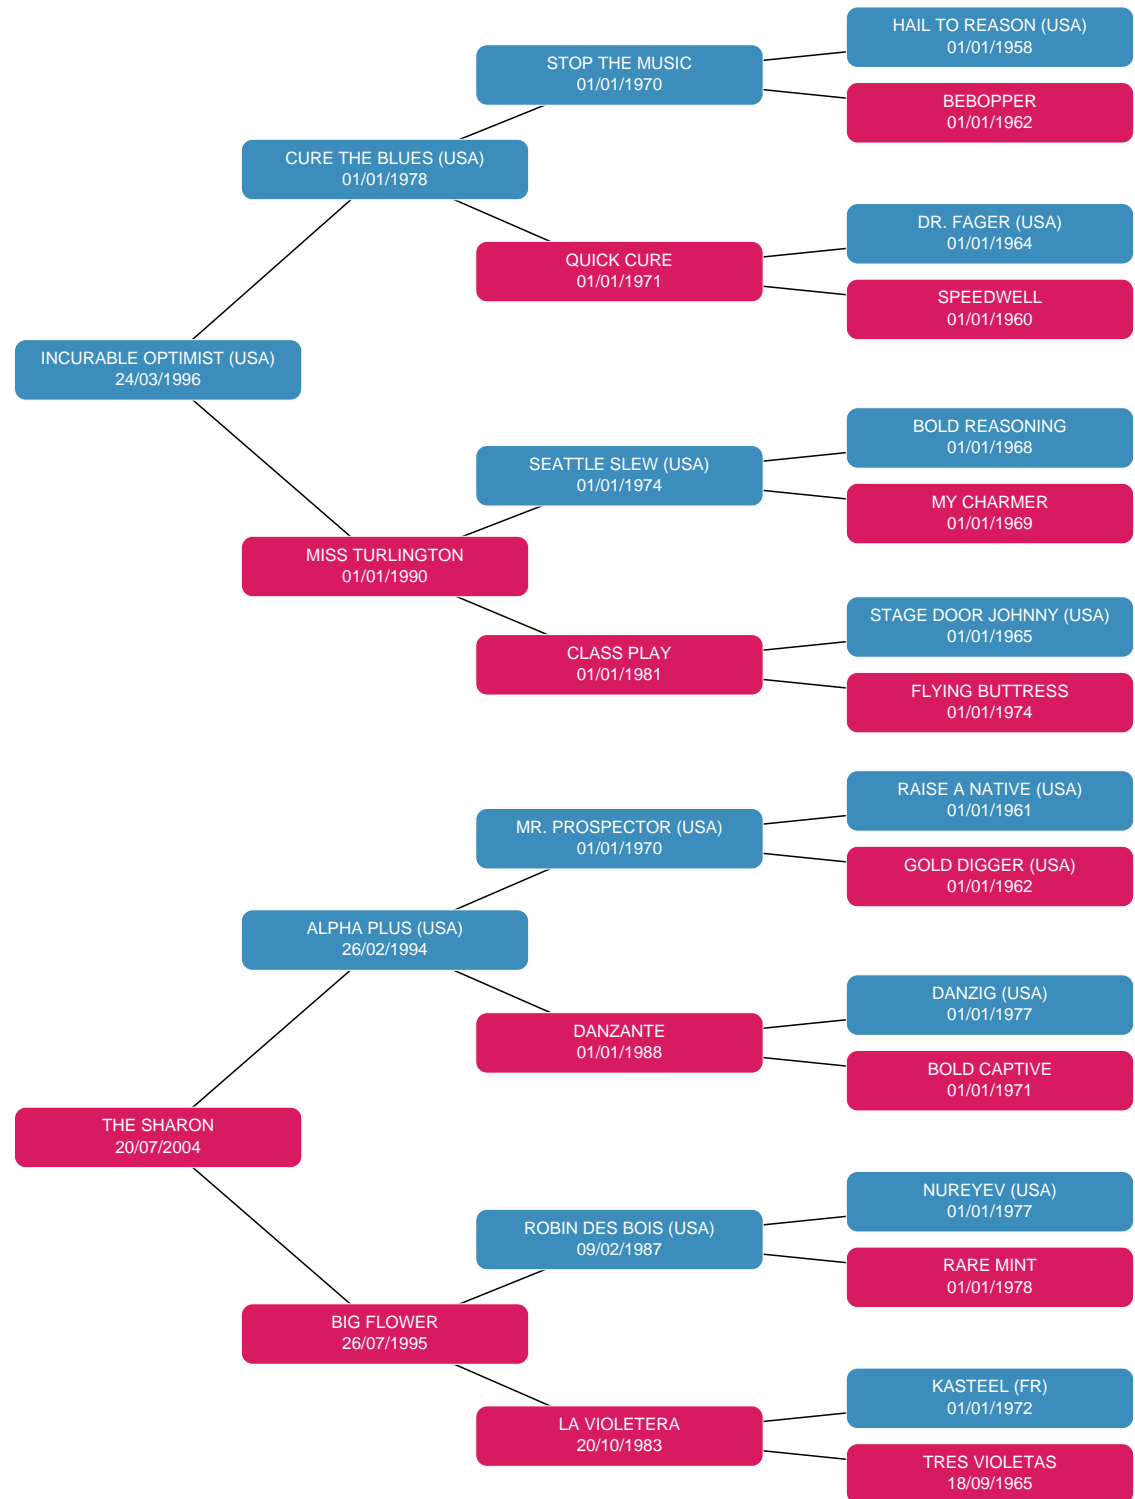 HAIL TO REASON (USA)
01/01/1958
STOP THE MUSIC
01/01/1970
BEBOPPER
01/01/1962
CURE THE BLUES (USA)
01/01/1978
DR. FAGER (USA)
01/01/1964
QUICK CURE
01/01/1971
SPEEDWELL
01/01/1960
INCURABLE OPTIMIST (USA)
24/03/1996
BOLD REASONING
01/01/1968
SEATTLE SLEW (USA)
01/01/1974
MY CHARMER
01/01/1969
MISS TURLINGTON
01/01/1990
STAGE DOOR JOHNNY (USA)
01/01/1965
CLASS PLAY
01/01/1981
FLYING BUTTRESS
01/01/1974
RAISE A NATIVE (USA)
01/01/1961
MR. PROSPECTOR (USA)
01/01/1970
GOLD DIGGER (USA)
01/01/1962
ALPHA PLUS (USA)
26/02/1994
DANZIG (USA)
01/01/1977
DANZANTE
01/01/1988
BOLD CAPTIVE
01/01/1971
THE SHARON
20/07/2004
NUREYEV (USA)
01/01/1977
ROBIN DES BOIS (USA)
09/02/1987
RARE MINT
01/01/1978
BIG FLOWER
26/07/1995
KASTEEL (FR)
01/01/1972
LA VIOLETERA
20/10/1983
TRES VIOLETAS
18/09/1965